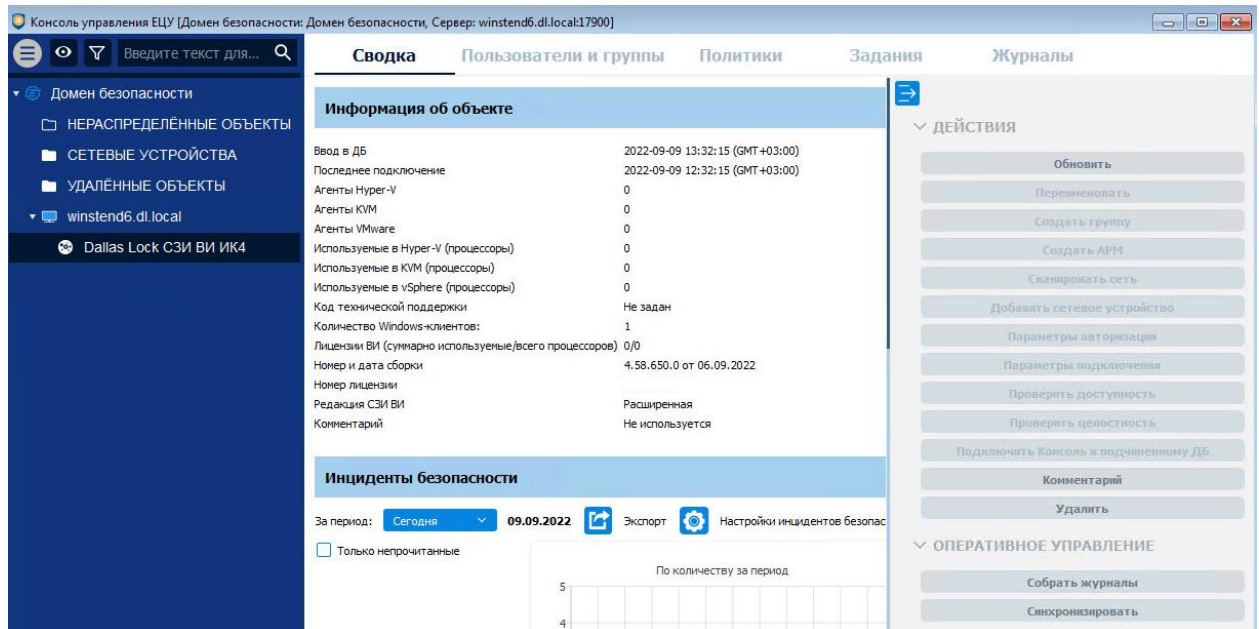 Консоль управления ЕЦУ [Домен безопасности: Домен безопасности, Сервер: winstend6.dl.local:17900]
Введите текст для...
Сводка Пользователи и группы Политики Задания Журналы
Домен безопасности
НЕРАСПРЕДЕЛЁННЫЕ ОБЪЕКТЫ
СЕТЕВЫЕ УСТРОЙСТВА
УДАЛЁННЫЕ ОБЪЕКТЫ
winstend6.dl.local
Dallas Lock СЗИ ВИ ИК4
Информация об объекте
Ввод в ДБ 2022-09-09 13:32:15 (GMT+03:00)
Последнее подключение 2022-09-09 12:32:15 (GMT+03:00)
Агенты Hyper-V 0
Агенты KVM 0
Агенты VMware 0
Используемые в Hyper-V (процессоры) 0
Используемые в KVM (процессоры) 0
Используемые в vSphere (процессоры) 0
Код технической поддержки Не задан
Количество Windows-клиентов: 1
Лицензии ВИ (суммарно используемые/всего процессоров) 0/0
Номер и дата сборки 4.58.650.0 от 06.09.2022
Номер лицензии
Редакция СЗИ ВИ Расширенная
Комментарий Не используется
Инциденты безопасности
За период: Сегодня 09.09.2022 Экспорт Настройки инцидентов безопас
Только непрочитанные
По количеству за период
5
4
ДЕЙСТВИЯ
Обновить
Переименовать
Создать группу
Создать АРМ
Сканировать сеть
Добавить сетевое устройство
Параметры авторизации
Параметры подключения
Проверить доступность
Проверить целостность
Подключить Консоль к подчиненному ДБ
Комментарий
Удалить
ОПЕРАТИВНОЕ УПРАВЛЕНИЕ
Собрать журналы
Синхронизировать